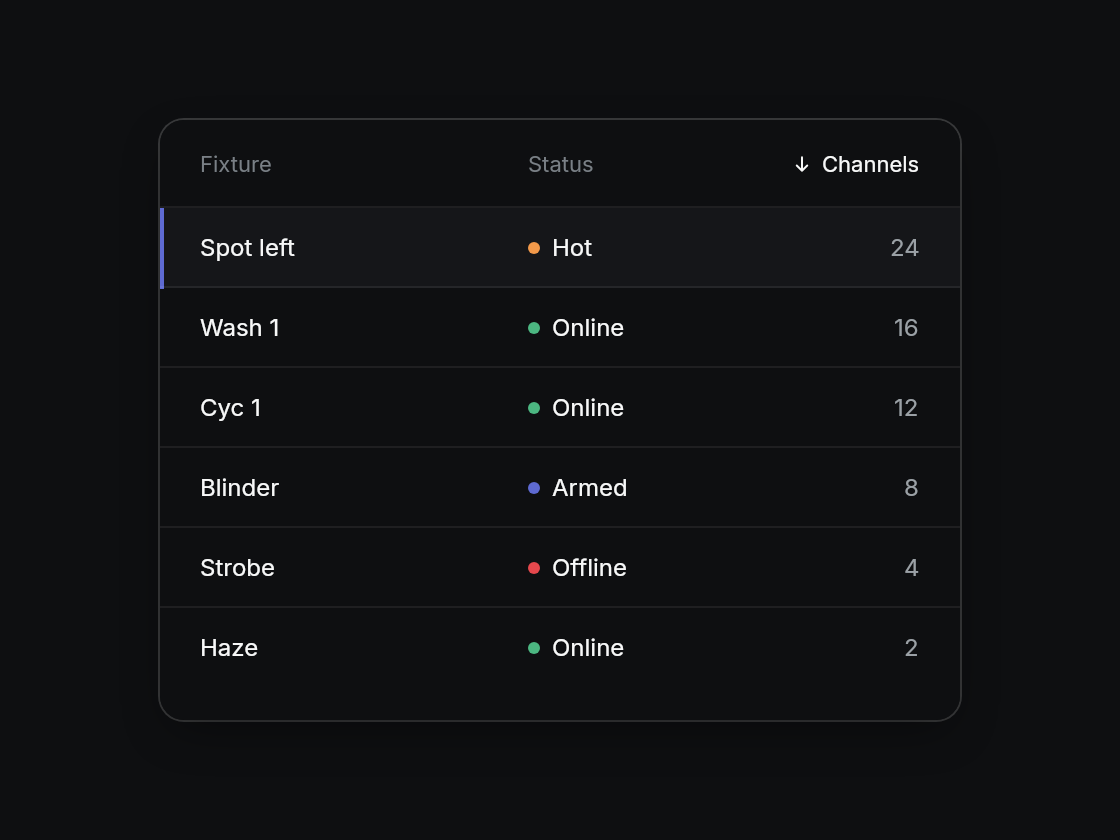 Fixture Status ↓ Channels
Spot left Hot 24
Wash 1 Online 16
Cyc 1 Online 12
Blinder Armed 8
Strobe Offline 4
Haze Online 2